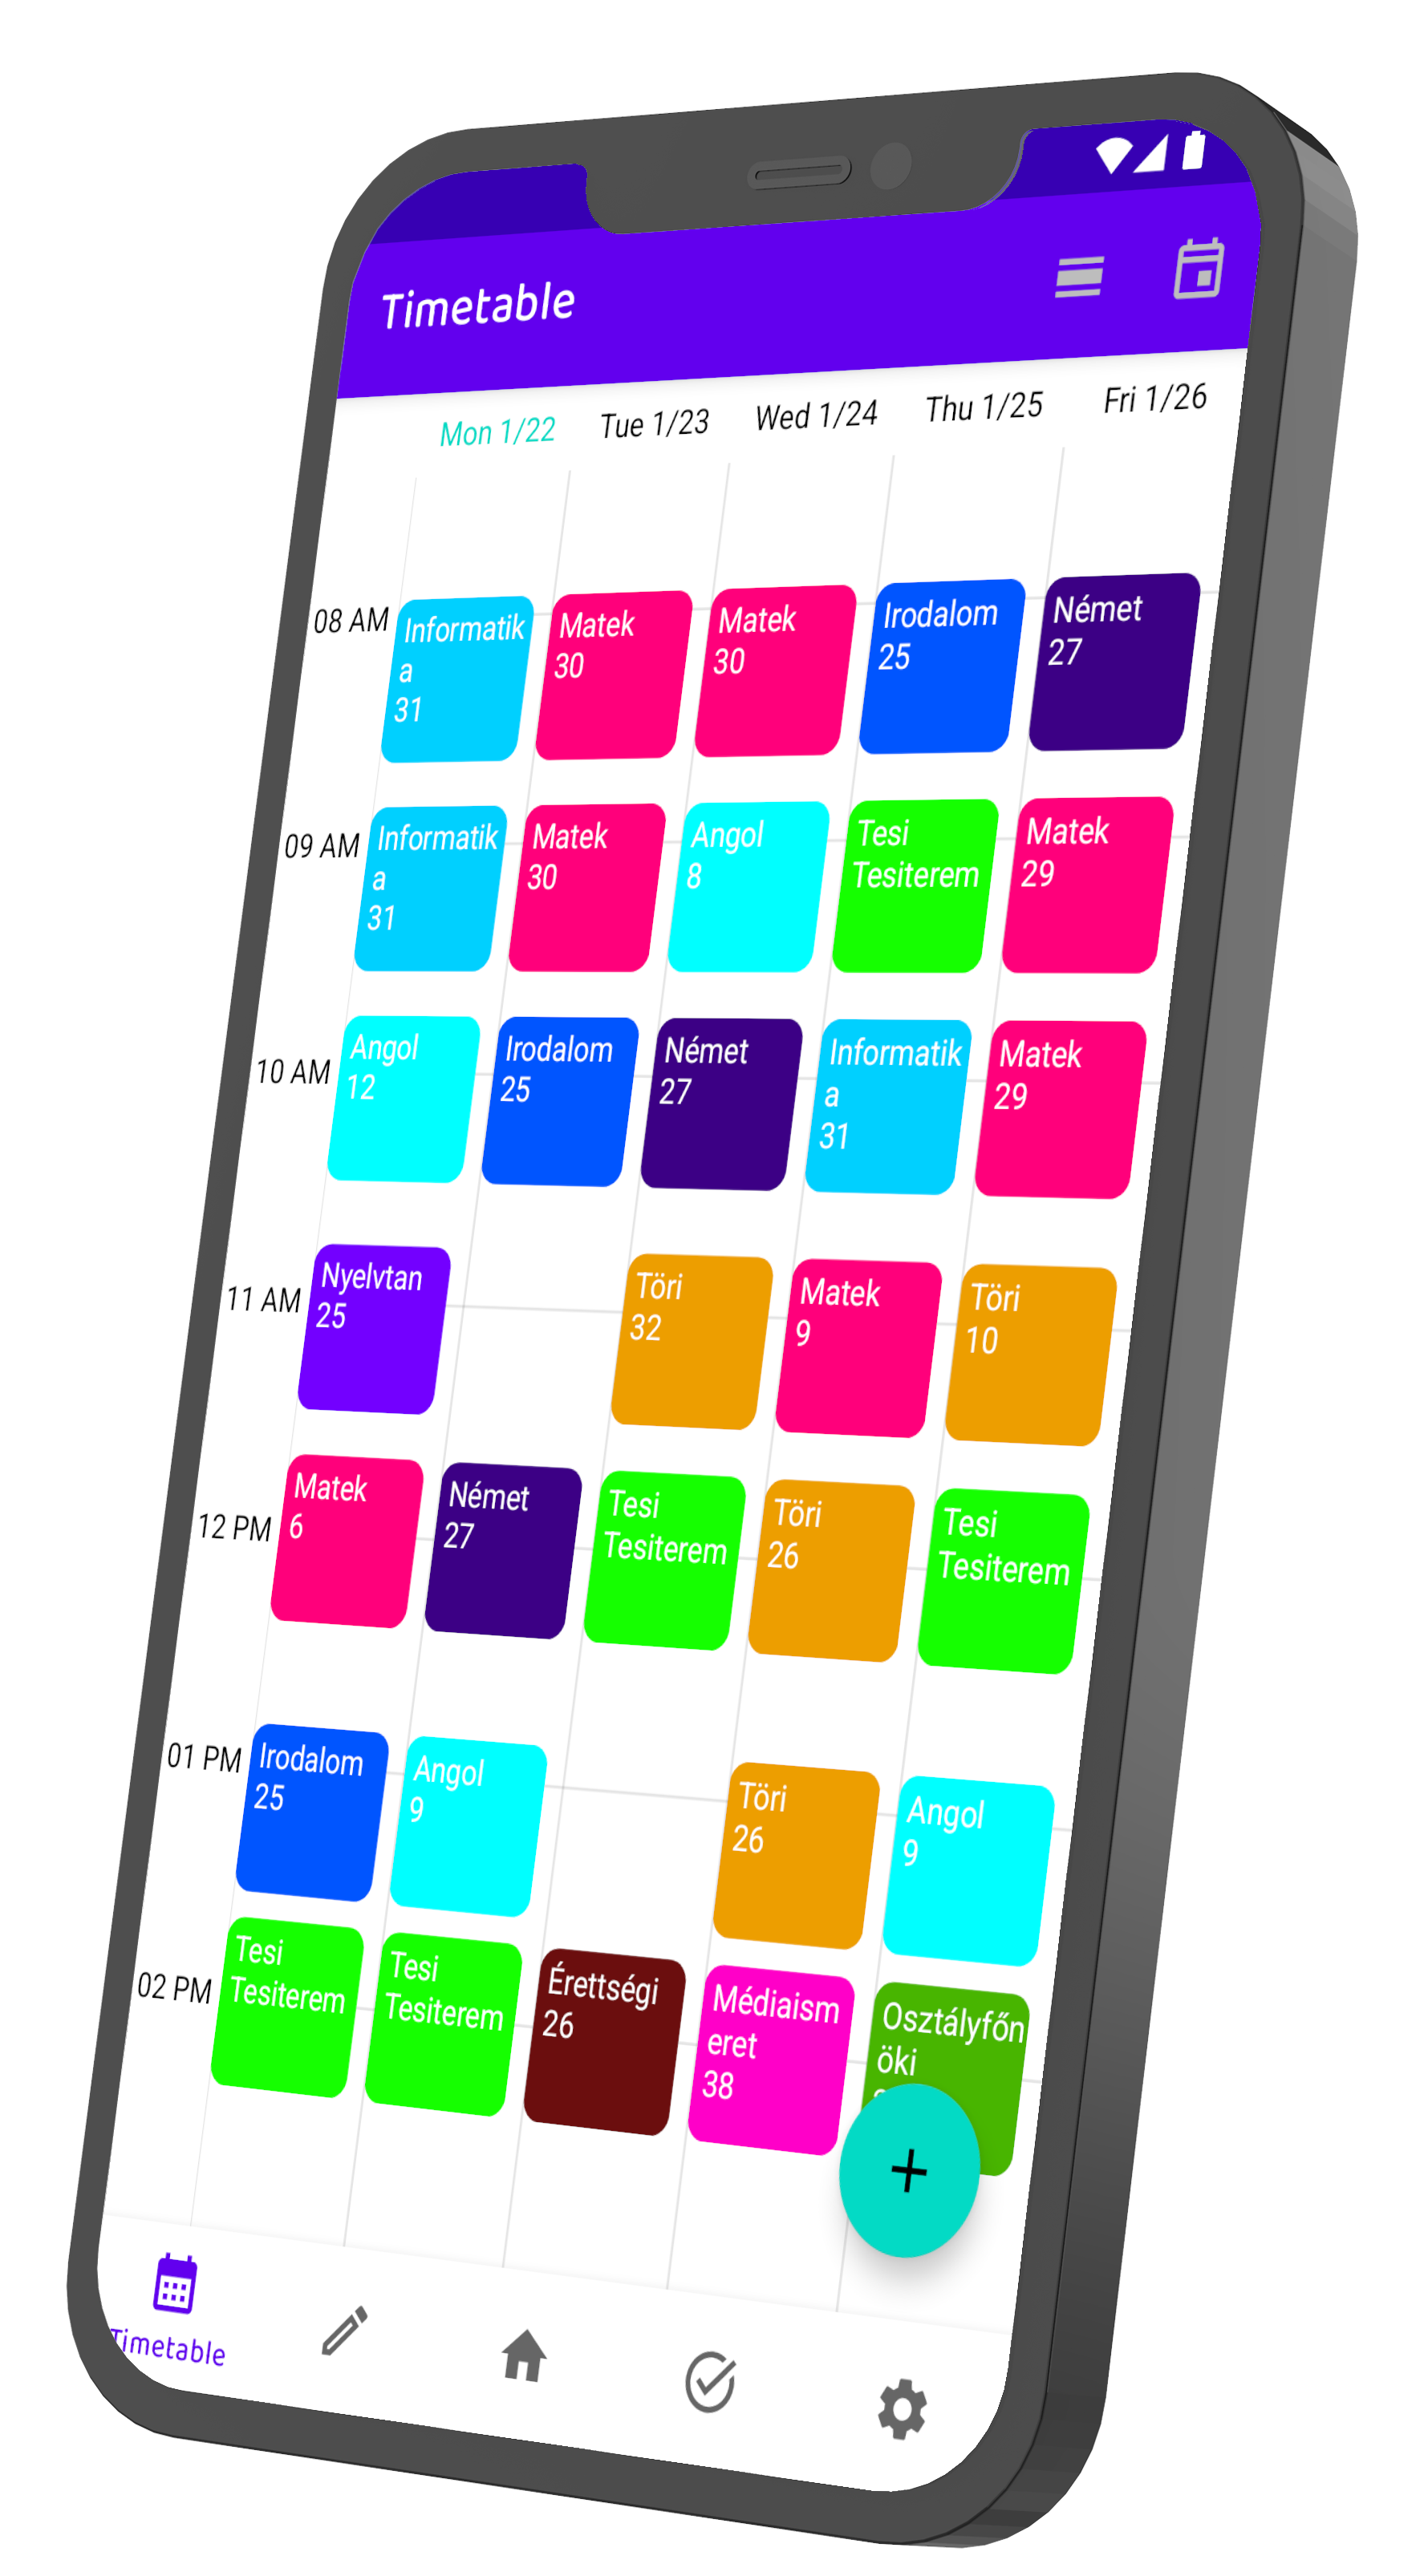 Timetable
Mon 1/22
Tue 1/23
Wed 1/24
Thu 1/25
Fri 1/26
08 AM
Informatik
a
31
Matek
30
Matek
30
Irodalom
25
Német
27
09 AM
Informatik
a
31
Matek
30
Angol
8
Tesi
Tesiterem
Matek
29
10 AM
Angol
12
Irodalom
25
Német
27
Informatik
a
31
Matek
29
11 AM
Nyelvtan
25
Töri
32
Matek
9
Töri
10
12 PM
Matek
6
Német
27
Tesi
Tesiterem
Töri
26
Tesi
Tesiterem
01 PM
Irodalom
25
Angol
9
Töri
26
Angol
9
02 PM
Tesi
Tesiterem
Tesi
Tesiterem
Érettségi
26
Médiaism
eret
38
Osztályfőn
öki
Timetable